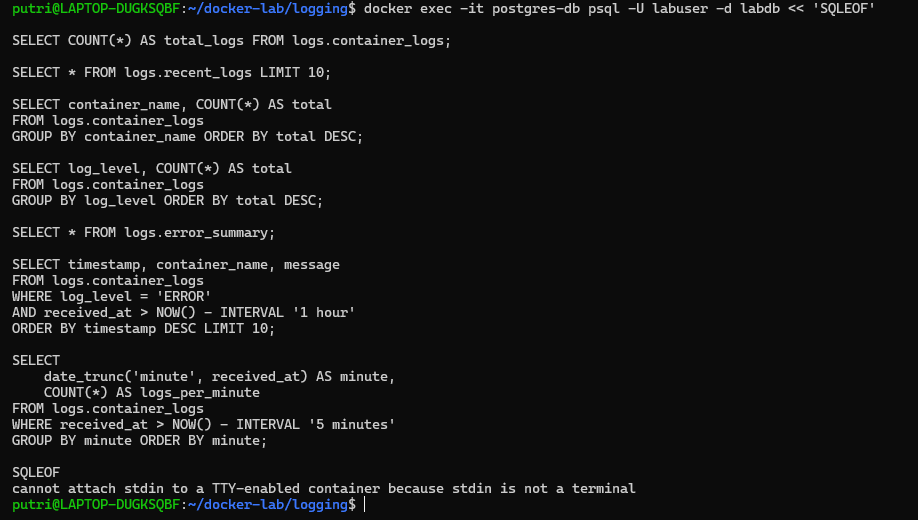 putri@LAPTOP-DUGKSQBF:~/docker-lab/logging$ docker exec -it postgres-db psql -U labuser -d labdb << 'SQLEOF'
SELECT COUNT(*) AS total_logs FROM logs.container_logs;
SELECT * FROM logs.recent_logs LIMIT 10;
SELECT container_name, COUNT(*) AS total
FROM logs.container_logs
GROUP BY container_name ORDER BY total DESC;
SELECT log_level, COUNT(*) AS total
FROM logs.container_logs
GROUP BY log_level ORDER BY total DESC;
SELECT * FROM logs.error_summary;
SELECT timestamp, container_name, message
FROM logs.container_logs
WHERE log_level = 'ERROR'
AND received_at > NOW() - INTERVAL '1 hour'
ORDER BY timestamp DESC LIMIT 10;
SELECT
    date_trunc('minute', received_at) AS minute,
    COUNT(*) AS logs_per_minute
FROM logs.container_logs
WHERE received_at > NOW() - INTERVAL '5 minutes'
GROUP BY minute ORDER BY minute;
SQLEOF
cannot attach stdin to a TTY-enabled container because stdin is not a terminal
putri@LAPTOP-DUGKSQBF:~/docker-lab/logging$